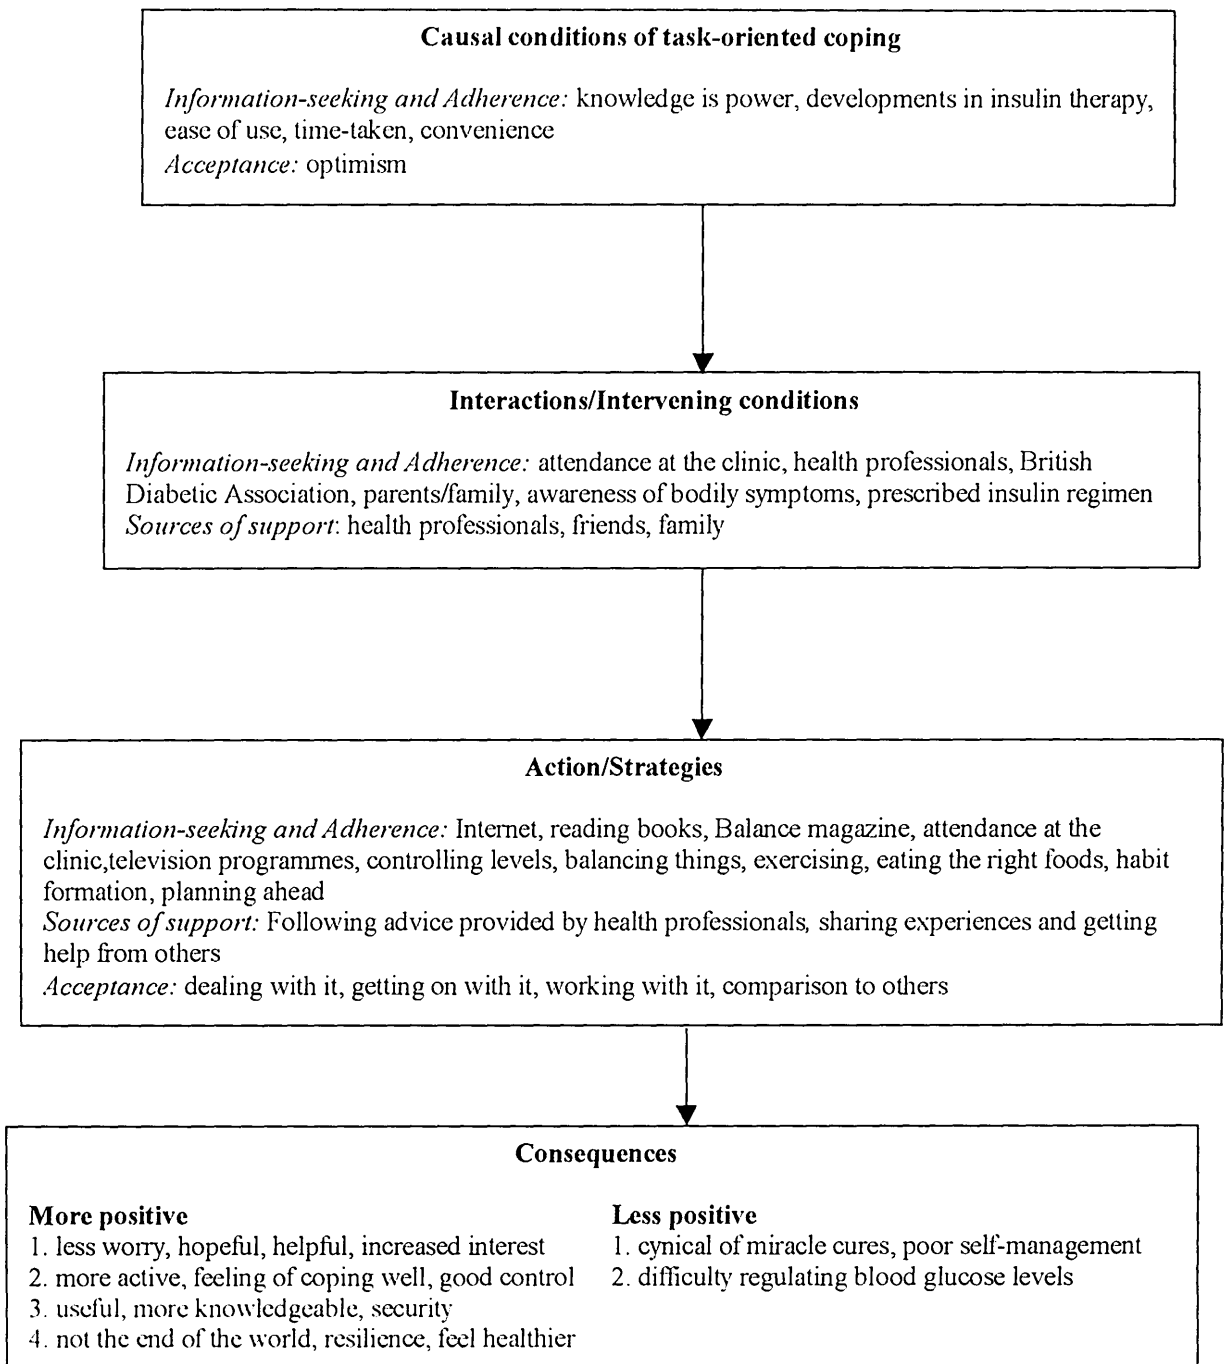 Causal conditions of task-oriented coping
Information-seeking and Adherence: knowledge is power, developments in insulin therapy,
ease of use, time-taken, convenience
Acceptance: optimism
Interactions/Intervening conditions
Information-seeking and Adherence: attendance at the clinic, health professionals, British
Diabetic Association, parents/family, awareness of bodily symptoms, prescribed insulin regimen
Sources of support: health professionals, friends, family
Action/Strategies
Information-seeking and Adherence: Internet, reading books, Balance magazine, attendance at the
clinic,television programmes, controlling levels, balancing things, exercising, eating the right foods, habit
formation, planning ahead
Sources of support: Following advice provided by health professionals, sharing experiences and getting
help from others
Acceptance: dealing with it, getting on with it, working with it, comparison to others
Consequences
More positive
1. less worry, hopeful, helpful, increased interest
2. more active, feeling of coping well, good control
3. useful, more knowledgeable, security
4. not the end of the world, resilience, feel healthier
Less positive
1. cynical of miracle cures, poor self-management
2. difficulty regulating blood glucose levels